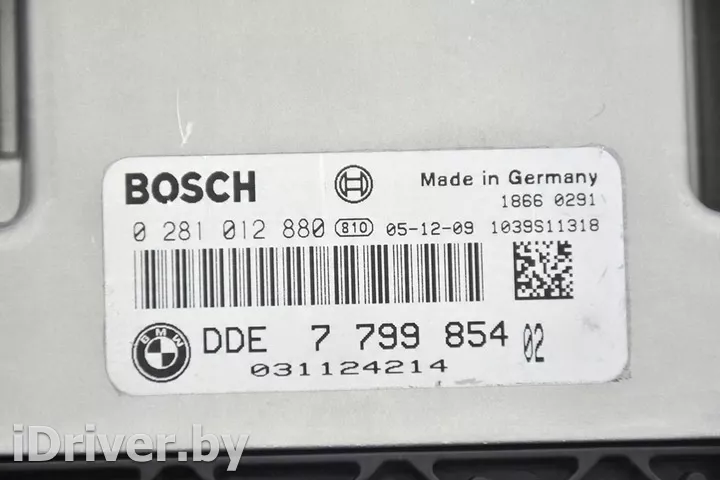 BOSCH
Made in Germany
1866 0291
0 281 012 880 810 05-12-09 1039S11318
BMW
DDE 7 799 854 02
031124214
iDriver.by